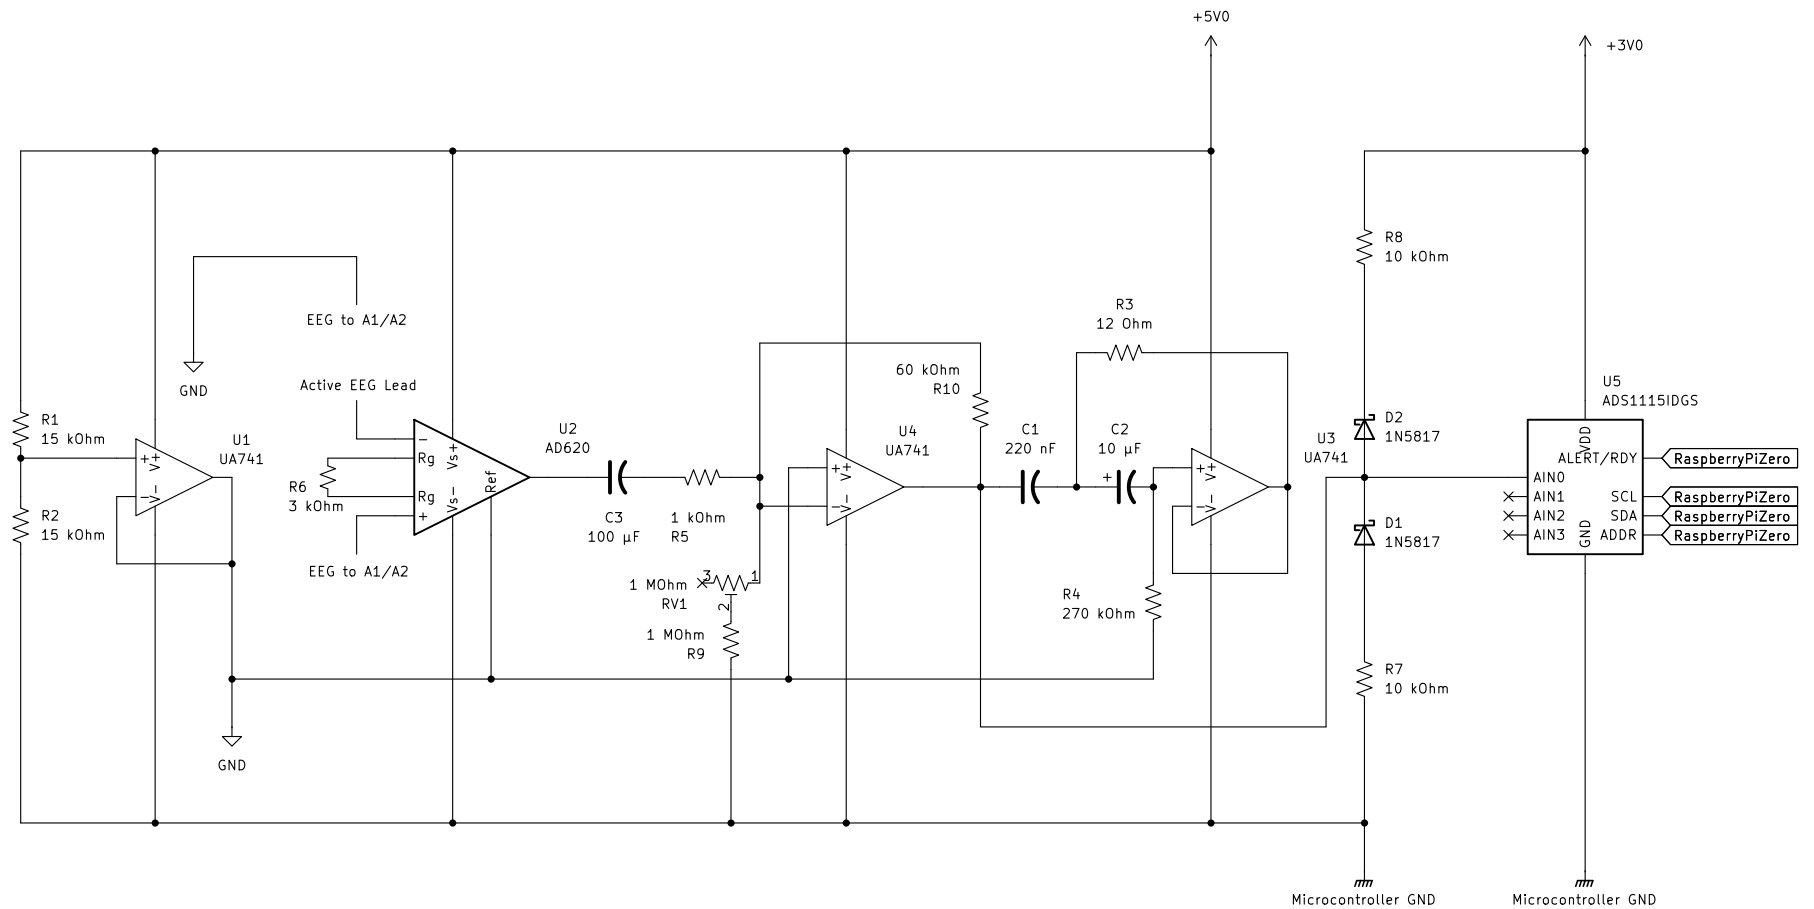 +5V0
+3V0
R8
10 kOhm
R3
12 Ohm
EEG to A1/A2
GND
Active EEG Lead
60 kOhm
R10
U5
ADS1115IDGS
R1
15 kOhm
U1
UA741
U2
AD620
U4
UA741
C1
220 nF
C2
10 µF
U3
UA741
D2
1N5817
+
V+
-
V-
-
Rg
Rg
+
Vs+
Vs-
Ref
R6
3 kOhm
R2
15 kOhm
C3
100 µF
1 kOhm
R5
+
V+
-
V-
+
+
V+
-
V-
VDD
ALERT/RDY
RaspberryPiZero
AIN0
AIN1
SCL
RaspberryPiZero
AIN2
SDA
RaspberryPiZero
AIN3
GND
ADDR
RaspberryPiZero
D1
1N5817
EEG to A1/A2
1 MOhm
RV1
3
1
2
1 MOhm
R9
R4
270 kOhm
R7
10 kOhm
GND
Microcontroller GND
Microcontroller GND